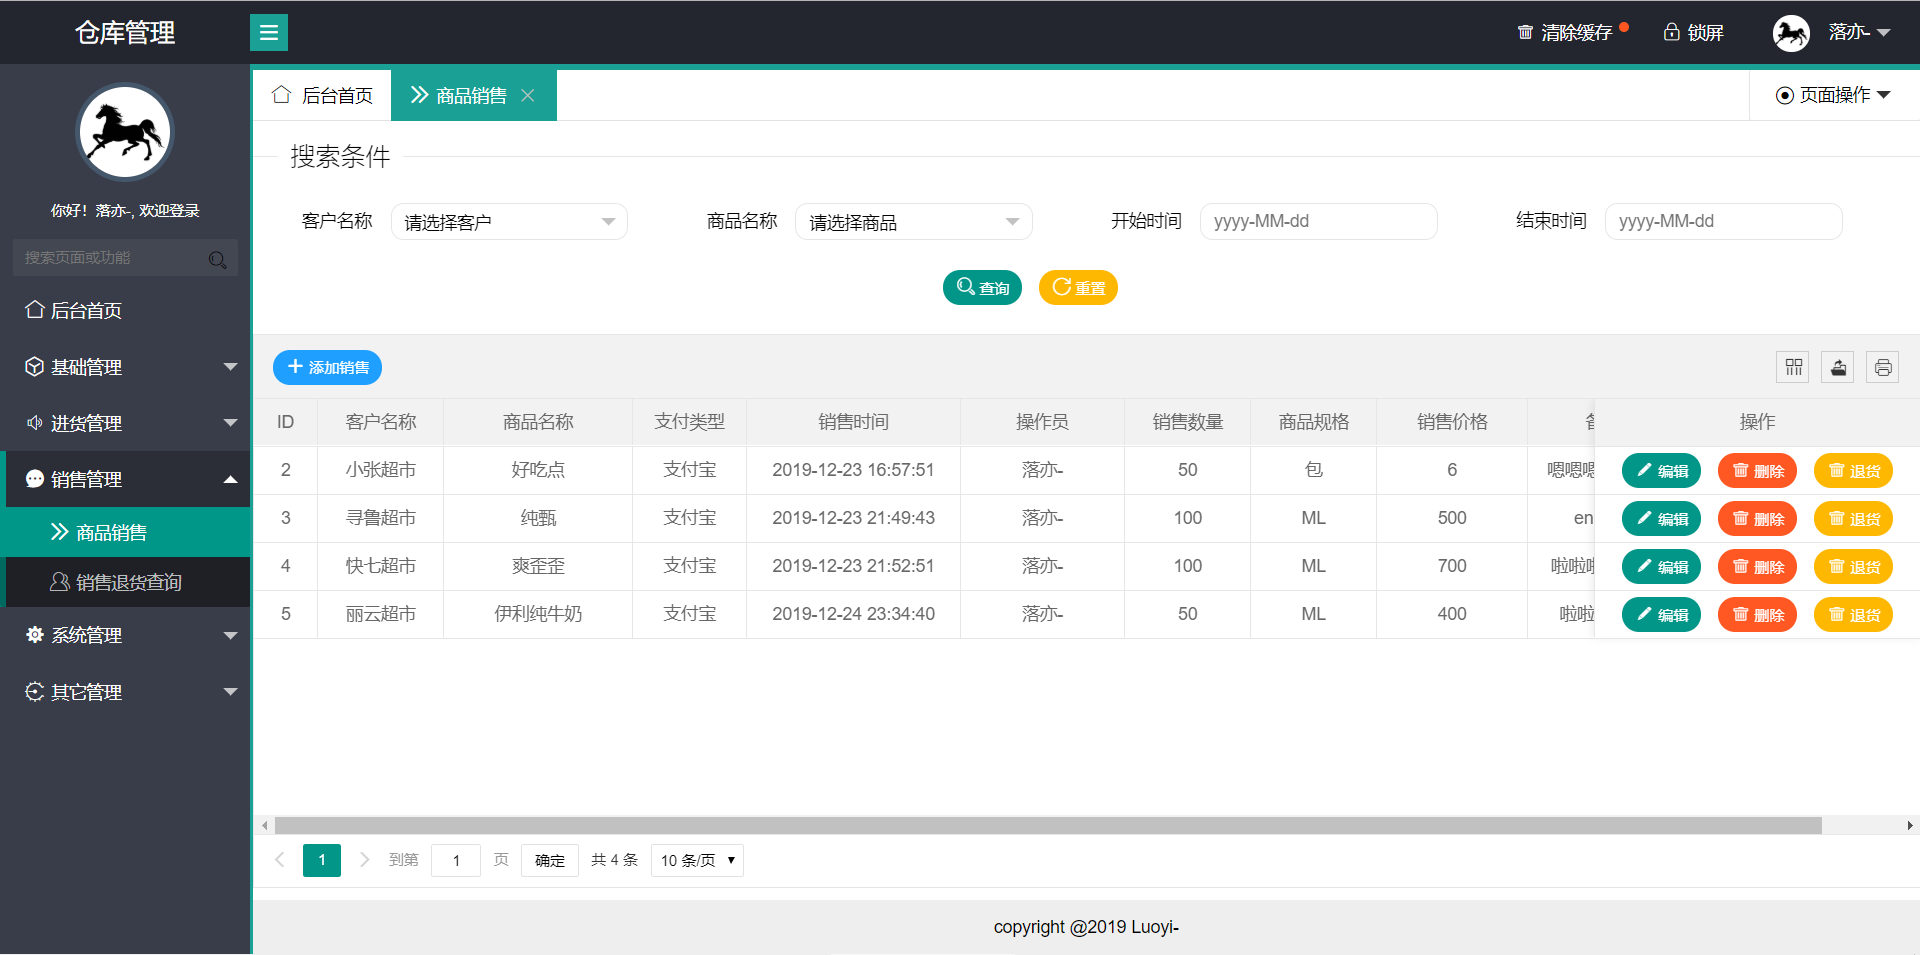 仓库管理
清除缓存
锁屏
落亦-
你好！落亦-, 欢迎登录
搜索页面或功能
后台首页
基础管理
进货管理
销售管理
商品销售
销售退货查询
系统管理
其它管理
后台首页 商品销售
页面操作
搜索条件
客户名称 请选择客户 商品名称 请选择商品 开始时间 yyyy-MM-dd 结束时间 yyyy-MM-dd
查询 重置
添加销售
ID 客户名称 商品名称 支付类型 销售时间 操作员 销售数量 商品规格 销售价格 操作
2 小张超市 好吃点 支付宝 2019-12-23 16:57:51 落亦- 50 包 6 嗯嗯嗯 编辑 删除 退货
3 寻鲁超市 纯甄 支付宝 2019-12-23 21:49:43 落亦- 100 ML 500 en 编辑 删除 退货
4 快七超市 爽歪歪 支付宝 2019-12-23 21:52:51 落亦- 100 ML 700 啦啦啦 编辑 删除 退货
5 丽云超市 伊利纯牛奶 支付宝 2019-12-24 23:34:40 落亦- 50 ML 400 啦啦 编辑 删除 退货
1 到第 1 页 确定 共 4 条 10 条/页
copyright @2019 Luoyi-